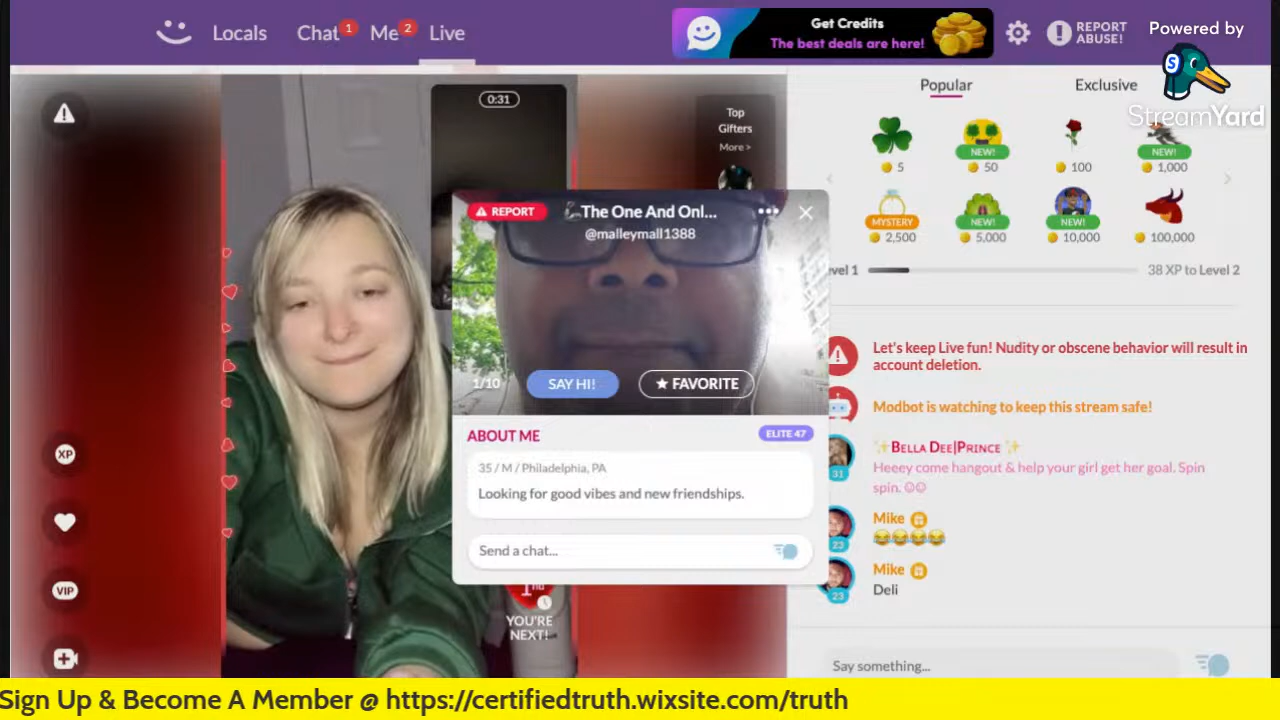 Locals
Chat 1
Me 2
Live
Get Credits
The best deals are here!
REPORT
ABUSE!
Powered by
S
StreamYard
0:31
Top
Gifters
More >
Popular
Exclusive
NEW!
NEW!
5
50
100
1,000
MYSTERY
NEW!
NEW!
2,500
5,000
10,000
100,000
evel 1
38 XP to Level 2
REPORT
The One And Onl...
@malleymall1388
1/10
SAY HI!
★ FAVORITE
ABOUT ME
ELITE 47
35 / M / Philadelphia, PA
Looking for good vibes and new friendships.
Send a chat...
XP
VIP
YOU'RE
NEXT!
Let's keep Live fun! Nudity or obscene behavior will result in
account deletion.
Modbot is watching to keep this stream safe!
✨Bella Dee|Prince ✨
31
Heeey come hangout & help your girl get her goal. Spin
spin. ☺☺
Mike
😂😂😂😂
23
Mike
Deli
23
Say something...
Sign Up & Become A Member @ https://certifiedtruth.wixsite.com/truth